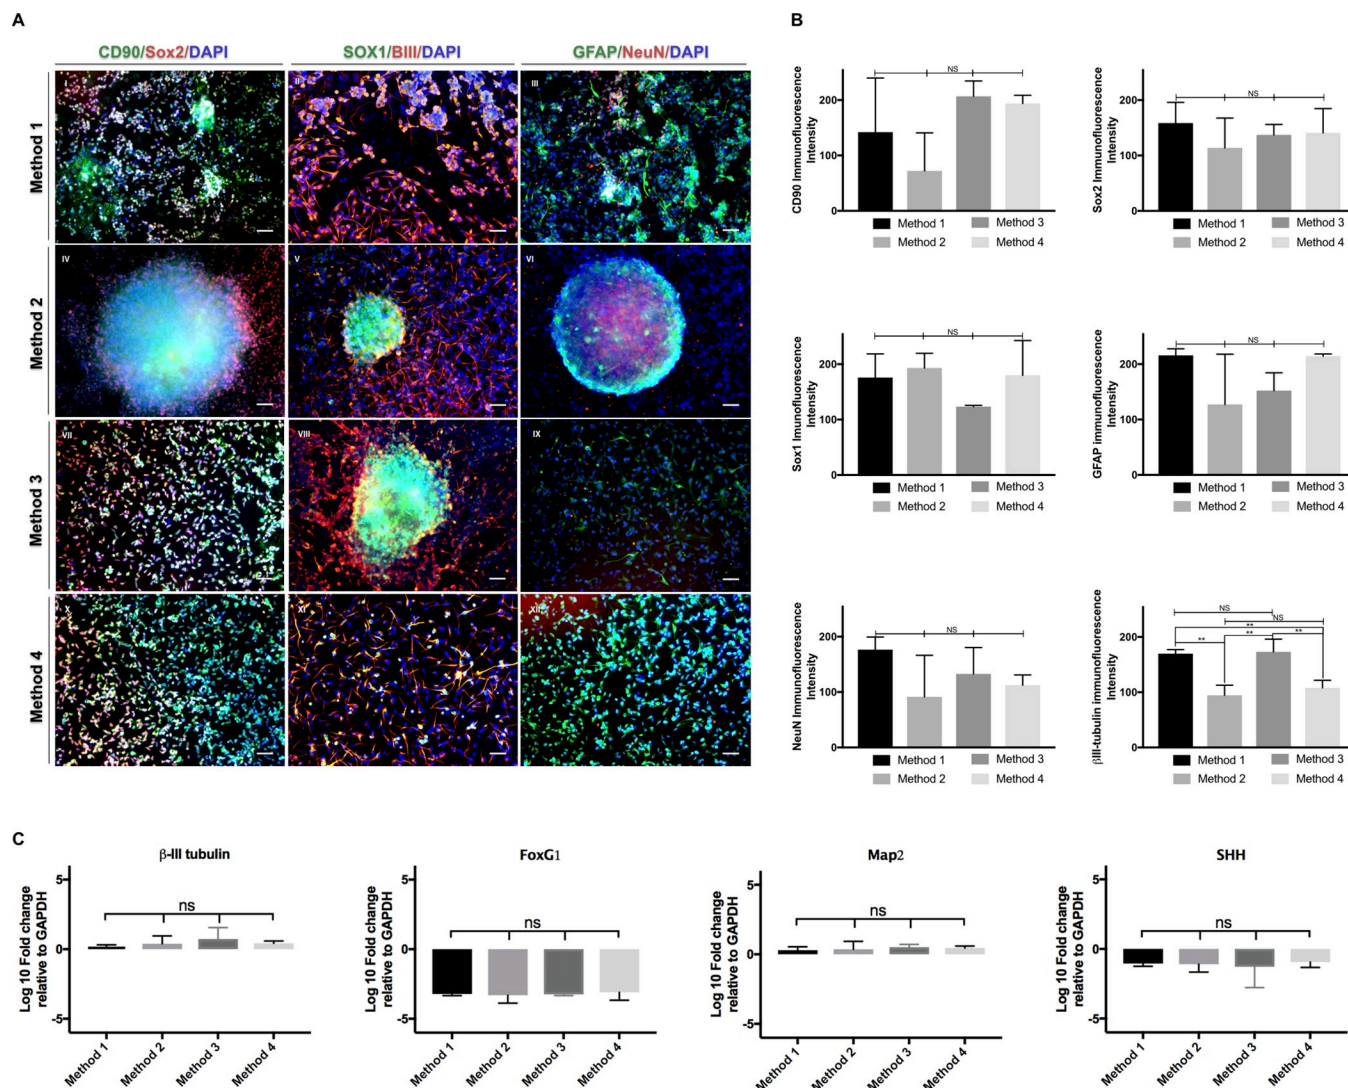 A
CD90/Sox2/DAPI
SOX1/BIII/DAPI
GFAP/NeuN/DAPI
Method 1
I
II
III
Method 2
IV
V
VI
Method 3
VII
VIII
IX
Method 4
X
XI
XII
B
CD90 Immunofluorescence
Intensity
200
100
0
NS
Method 1
Method 3
Method 2
Method 4
Sox2 Immunofluorescence
Intensity
200
100
0
NS
Method 1
Method 3
Method 2
Method 4
Sox1 Imunofluorescence
Intensity
200
100
0
NS
Method 1
Method 3
Method 2
Method 4
GFAP immunofluorescence
Intensity
200
100
0
NS
Method 1
Method 3
Method 2
Method 4
NeuN Immunofluorescence
Intensity
200
100
0
NS
Method 1
Method 3
Method 2
Method 4
βIII-tubulin immunofluorescence
Intensity
200
100
0
NS
NS
**
**
**
**
Method 1
Method 3
Method 2
Method 4
C
β-III tubulin
Log 10 Fold change
relative to GAPDH
5
0
-5
ns
Method 1
Method 2
Method 3
Method 4
FoxG1
Log 10 Fold change
relative to GAPDH
5
0
-5
ns
Method 1
Method 2
Method 3
Method 4
Map2
Log 10 Fold change
relative to GAPDH
5
0
-5
ns
Method 1
Method 2
Method 3
Method 4
SHH
Log 10 Fold change
relative to GAPDH
5
0
-5
ns
Method 1
Method 2
Method 3
Method 4